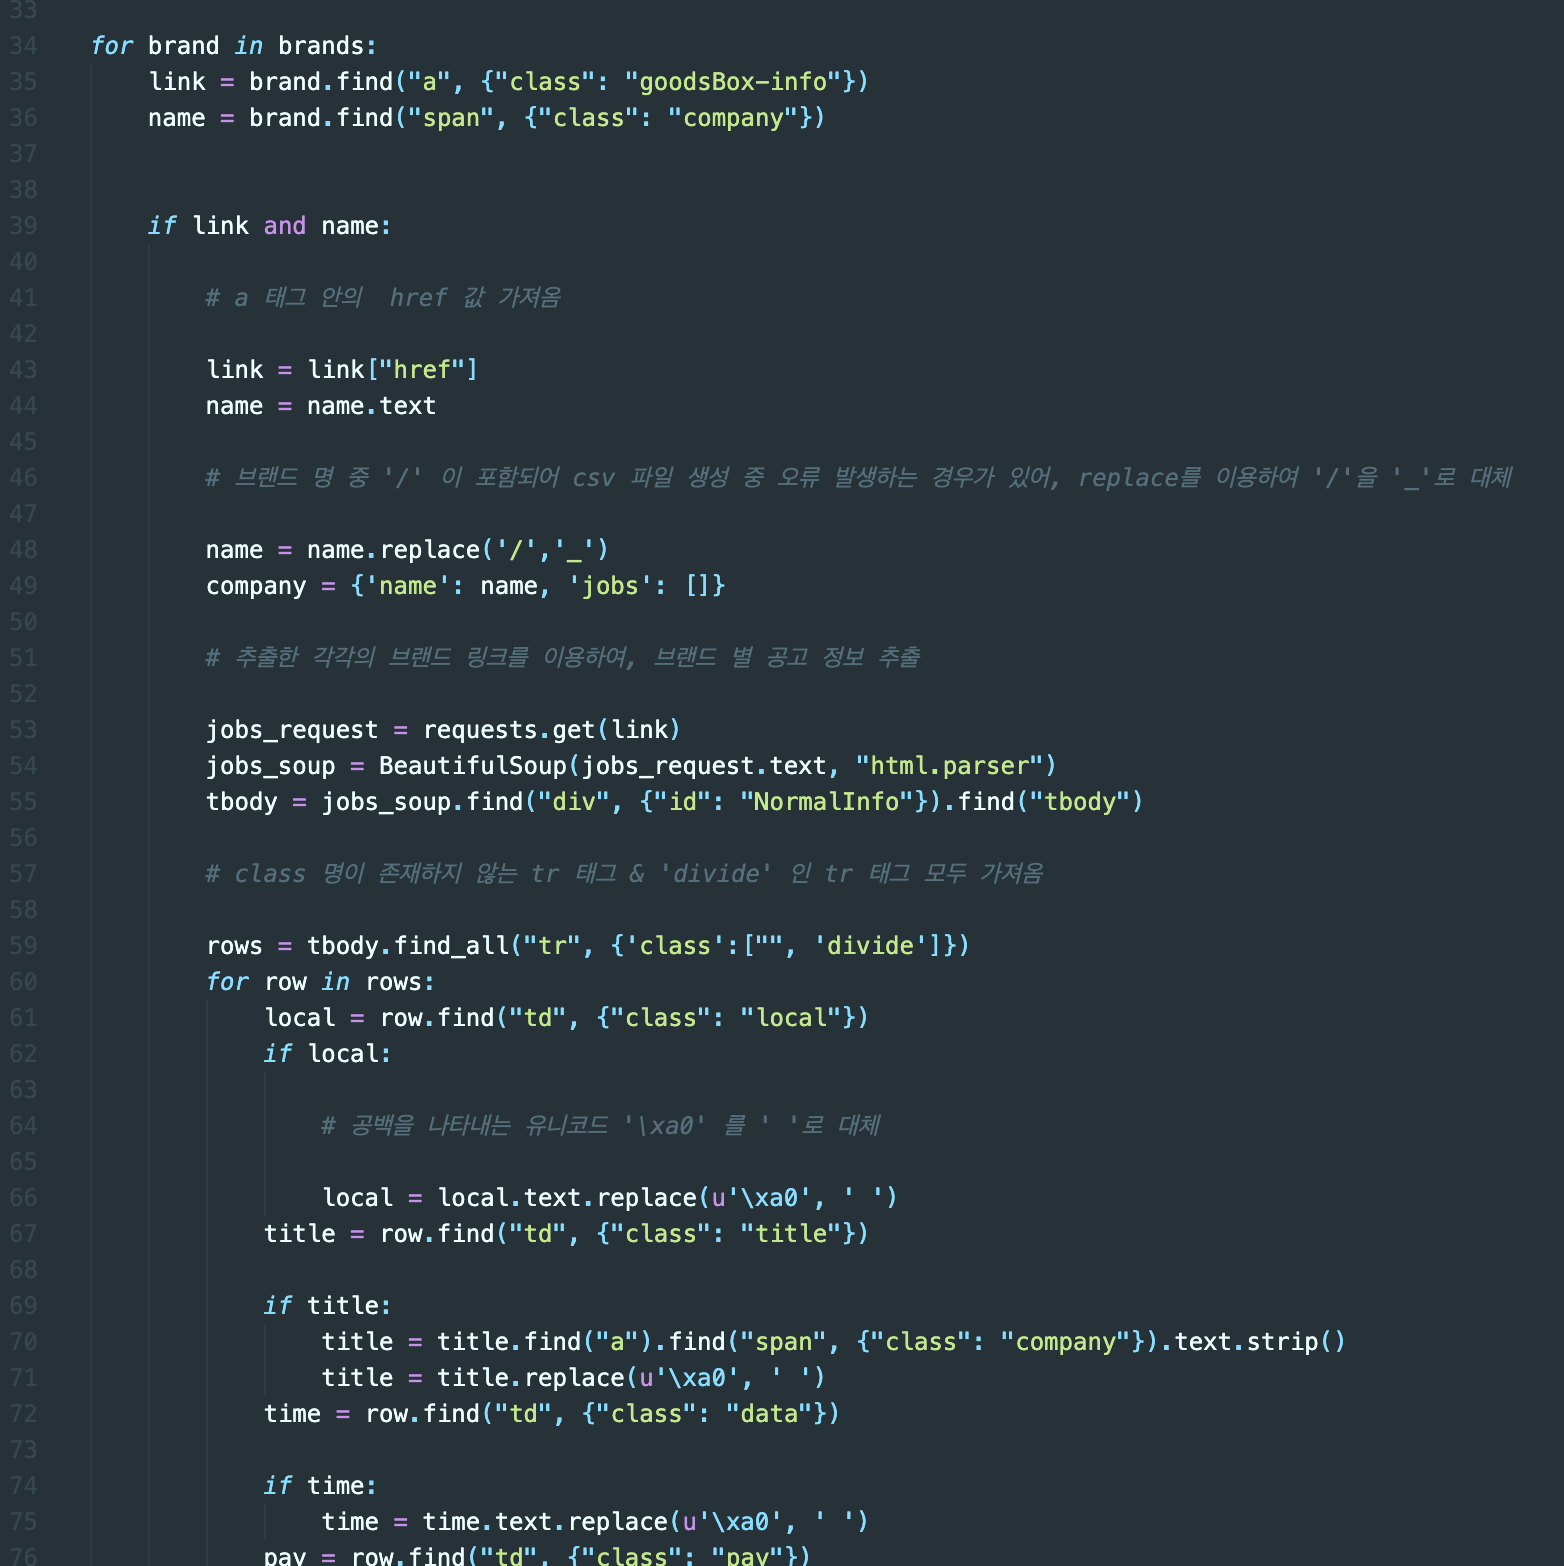 33
34 for brand in brands:
35 link = brand.find("a", {"class": "goodsBox-info"})
36 name = brand.find("span", {"class": "company"})
37
38
39 if link and name:
40
41 # a 태그 안의  href 값 가져옴
42
43 link = link["href"]
44 name = name.text
45
46 # 브랜드 명 중 '/' 이 포함되어 csv 파일 생성 중 오류 발생하는 경우가 있어, replace를 이용하여 '/'을 '_'로 대체
47
48 name = name.replace('/','_')
49 company = {'name': name, 'jobs': []}
50
51 # 추출한 각각의 브랜드 링크를 이용하여, 브랜드 별 공고 정보 추출
52
53 jobs_request = requests.get(link)
54 jobs_soup = BeautifulSoup(jobs_request.text, "html.parser")
55 tbody = jobs_soup.find("div", {"id": "NormalInfo"}).find("tbody")
56
57 # class 명이 존재하지 않는 tr 태그 & 'divide' 인 tr 태그 모두 가져옴
58
59 rows = tbody.find_all("tr", {'class':["", 'divide']})
60 for row in rows:
61 local = row.find("td", {"class": "local"})
62 if local:
63
64 # 공백을 나타내는 유니코드 '\xa0' 를 ' '로 대체
65
66 local = local.text.replace(u'\xa0', ' ')
67 title = row.find("td", {"class": "title"})
68
69 if title:
70 title = title.find("a").find("span", {"class": "company"}).text.strip()
71 title = title.replace(u'\xa0', ' ')
72 time = row.find("td", {"class": "data"})
73
74 if time:
75 time = time.text.replace(u'\xa0', ' ')
76 pay = row.find("td", {"class": "pay"})